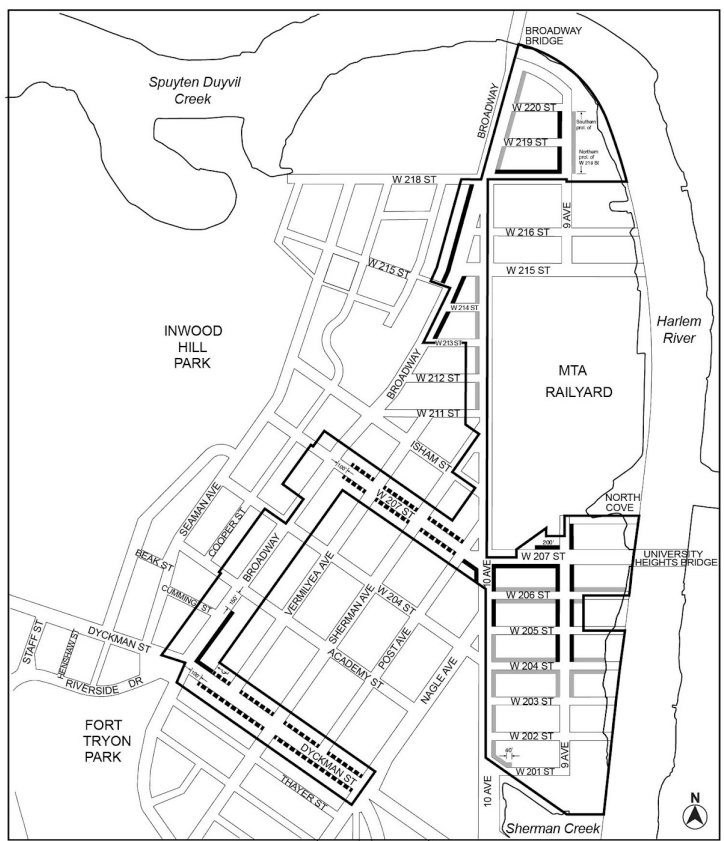 BROADWAY
BRIDGE
Spuyten Duyvil
Creek
BROADWAY
W 220 ST
Southern
prol. of
W 219 ST
Northern
prol. of
W 218 St
W 218 ST
9 AVE
W 216 ST
W 215 ST
W 215 ST
W 214 ST
Harlem
River
INWOOD
HILL
PARK
W 213 ST
BROADWAY
MTA
RAILYARD
W 212 ST
W 211 ST
ISHAM ST
100'
W 207 ST
NORTH
COVE
SEAMAN AVE
COOPER ST
BROADWAY
200'
W 207 ST
UNIVERSITY
HEIGHTS BRIDGE
BEAK ST
VERMILYEA AVE
10 AVE
CUMMING ST
150'
SHERMAN AVE
W 204 ST
W 206 ST
STAFF ST
HENSHAW ST
DYCKMAN ST
POST AVE
W 205 ST
ACADEMY ST
NAGLE AVE
W 204 ST
RIVERSIDE DR
W 203 ST
FORT
TRYON
PARK
DYCKMAN ST
W 202 ST
40'
9 AVE
W 201 ST
THAYER ST
10 AVE
N
Sherman Creek